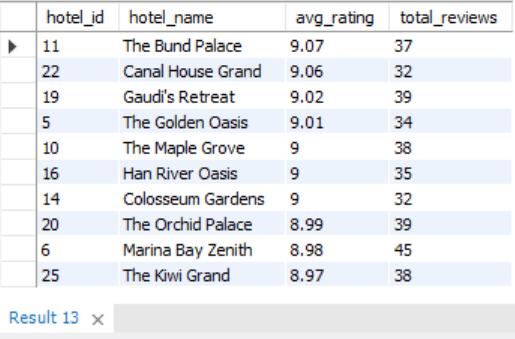 hotel_id hotel_name avg_rating total_reviews
11 The Bund Palace 9.07 37
22 Canal House Grand 9.06 32
19 Gaudi's Retreat 9.02 39
5 The Golden Oasis 9.01 34
10 The Maple Grove 9 38
16 Han River Oasis 9 35
14 Colosseum Gardens 9 32
20 The Orchid Palace 8.99 39
6 Marina Bay Zenith 8.98 45
25 The Kiwi Grand 8.97 38
Result 13